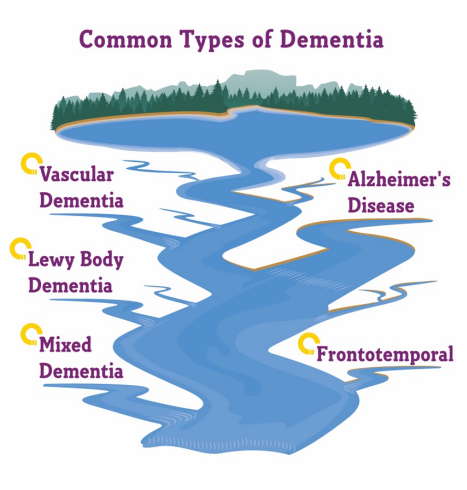 Common Types of Dementia
Vascular
Dementia
Alzheimer's
Disease
Lewy Body
Dementia
Mixed
Dementia
Frontotemporal